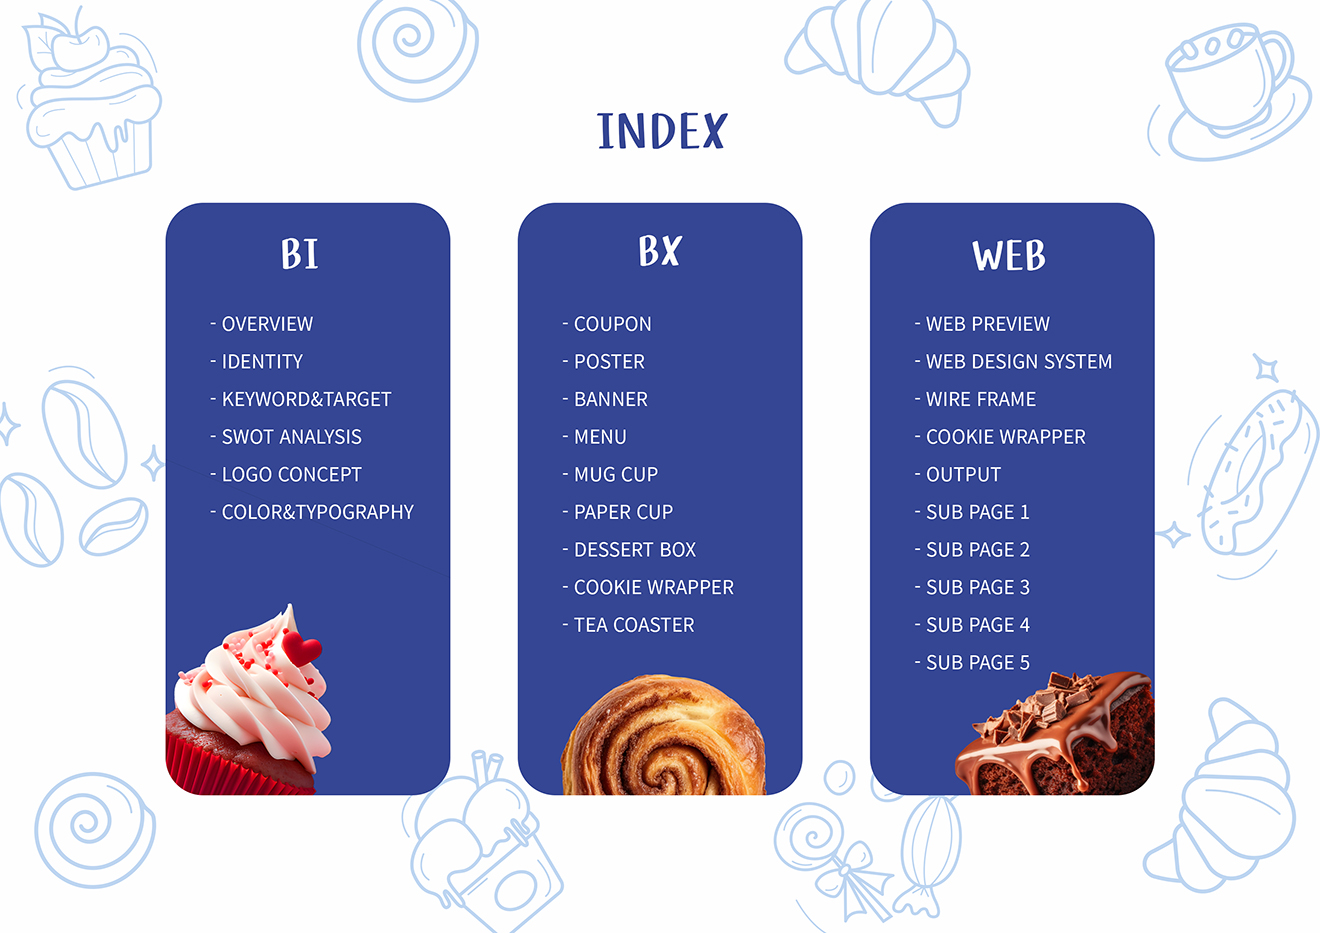 INDEX
BI
- OVERVIEW
- IDENTITY
- KEYWORD&TARGET
- SWOT ANALYSIS
- LOGO CONCEPT
- COLOR&TYPOGRAPHY
BX
- COUPON
- POSTER
- BANNER
- MENU
- MUG CUP
- PAPER CUP
- DESSERT BOX
- COOKIE WRAPPER
- TEA COASTER
WEB
- WEB PREVIEW
- WEB DESIGN SYSTEM
- WIRE FRAME
- COOKIE WRAPPER
- OUTPUT
- SUB PAGE 1
- SUB PAGE 2
- SUB PAGE 3
- SUB PAGE 4
- SUB PAGE 5